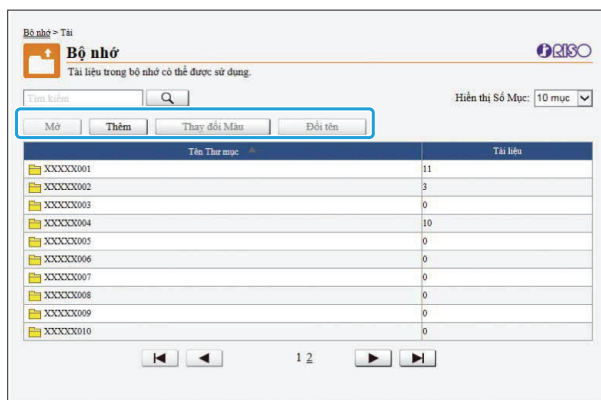 Bộ nhớ > Tải
Bộ nhớ
RISO
Tài liệu trong bộ nhớ có thể được sử dụng.
Tìm kiếm
Hiển thị Số Mục: 10 mục
Mở Thêm Thay đổi Màu Đổi tên
Tên Thư mục Tài liệu
XXXXX001 11
XXXXX002 3
XXXXX003 0
XXXXX004 10
XXXXX005 0
XXXXX006 0
XXXXX007 0
XXXXX008 0
XXXXX009 0
XXXXX010 0
1 2